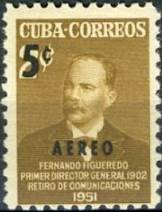 CUBA·CORREOS
5¢
AEREO
FERNANDO FIGUEREDO
PRIMER DIRECTOR GENERAL 1902
RETIRO DE COMUNICACIONES
1951